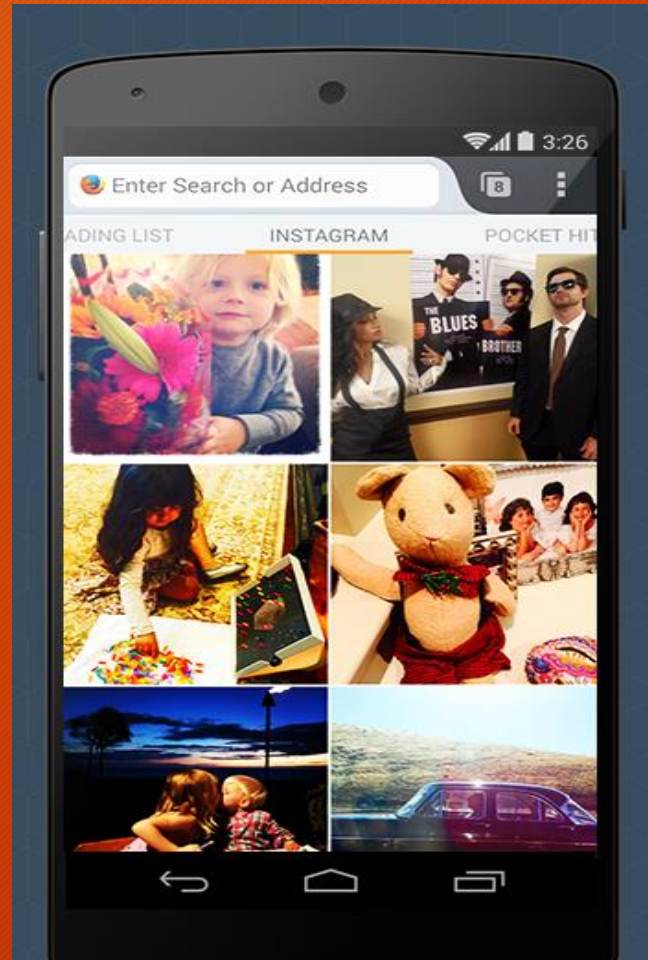 3:26
Enter Search or Address
8
ADING LIST INSTAGRAM POCKET HIT
THE
BLUES
BROTHER